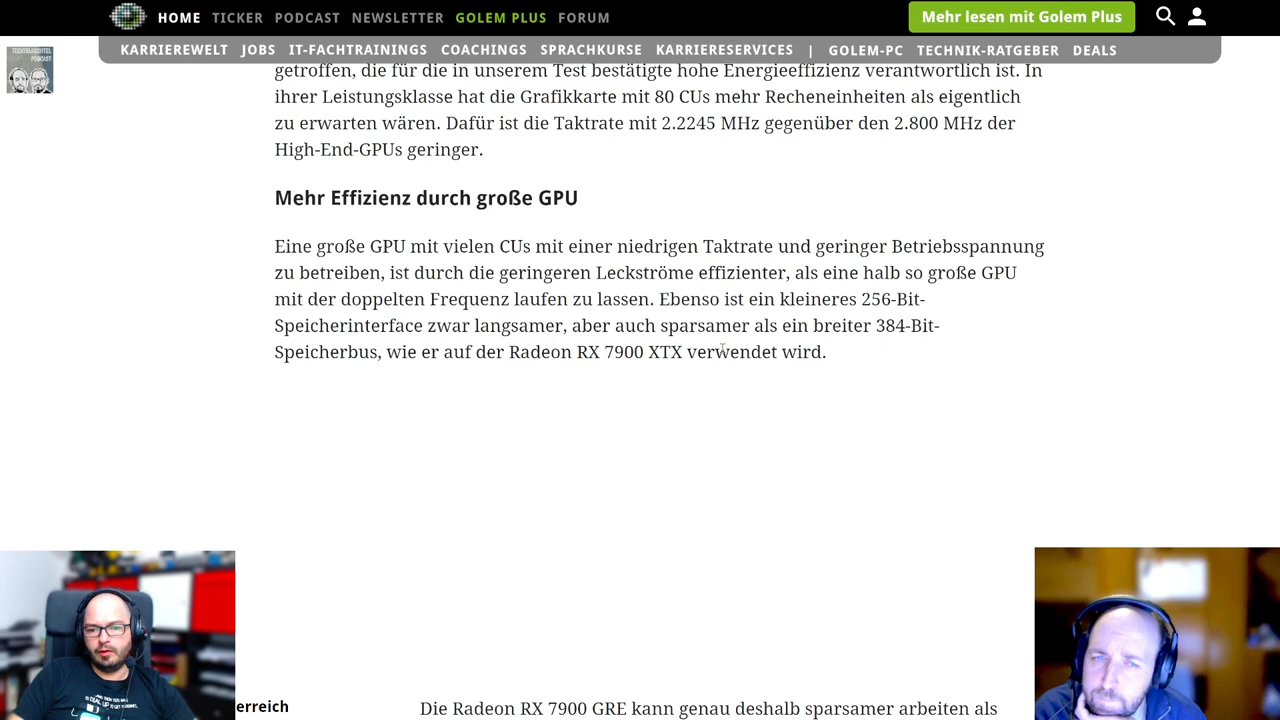 HOME TICKER PODCAST NEWSLETTER GOLEM PLUS FORUM Mehr lesen mit Golem Plus
KARRIEREWELT JOBS IT-FACHTRAININGS COACHINGS SPRACHKURSE KARRIERESERVICES | GOLEM-PC TECHNIK-RATGEBER DEALS
TECHTELMECHTEL
PODCAST
getroffen, die für die in unserem Test bestätigte hohe Energieeffizienz verantwortlich ist. In
ihrer Leistungsklasse hat die Grafikkarte mit 80 CUs mehr Recheneinheiten als eigentlich
zu erwarten wären. Dafür ist die Taktrate mit 2.2245 MHz gegenüber den 2.800 MHz der
High-End-GPUs geringer.
Mehr Effizienz durch große GPU
Eine große GPU mit vielen CUs mit einer niedrigen Taktrate und geringer Betriebsspannung
zu betreiben, ist durch die geringeren Leckströme effizienter, als eine halb so große GPU
mit der doppelten Frequenz laufen zu lassen. Ebenso ist ein kleineres 256-Bit-
Speicherinterface zwar langsamer, aber auch sparsamer als ein breiter 384-Bit-
Speicherbus, wie er auf der Radeon RX 7900 XTX verwendet wird.
erreich
Die Radeon RX 7900 GRE kann genau deshalb sparsamer arbeiten als